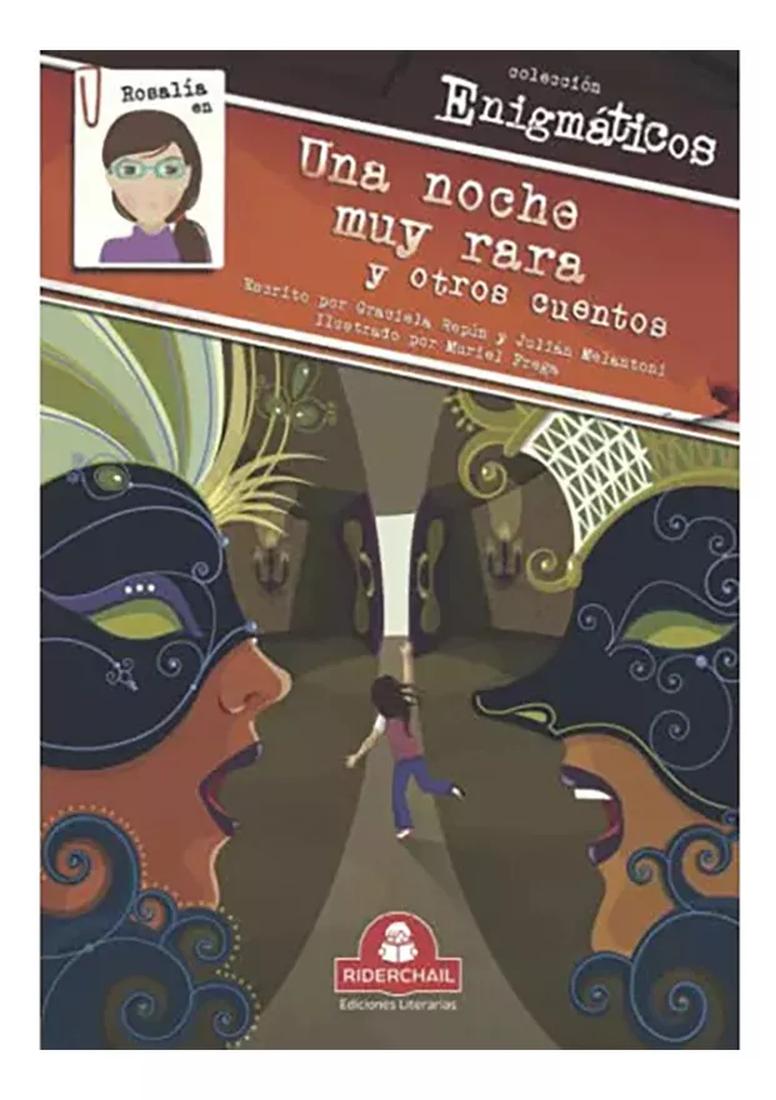 colección
Enigmáticos
Rosalía
en
Una noche
muy rara
y otros cuentos
Escrito por Graciela Repún y Julián Melantoni
Ilustrado por Muriel Frega
RIDERCHAIL
Ediciones Literarias